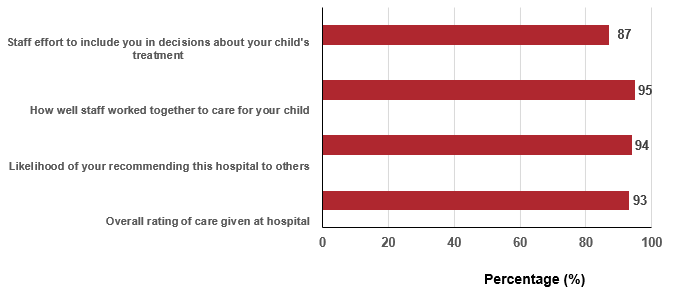 Staff effort to include you in decisions about your child's
treatment
87
How well staff worked together to care for your child
95
Likelihood of your recommending this hospital to others
94
Overall rating of care given at hospital
93
0 20 40 60 80 100
Percentage (%)